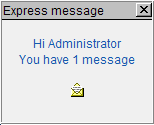 Express message
Hi Administrator
You have 1 message